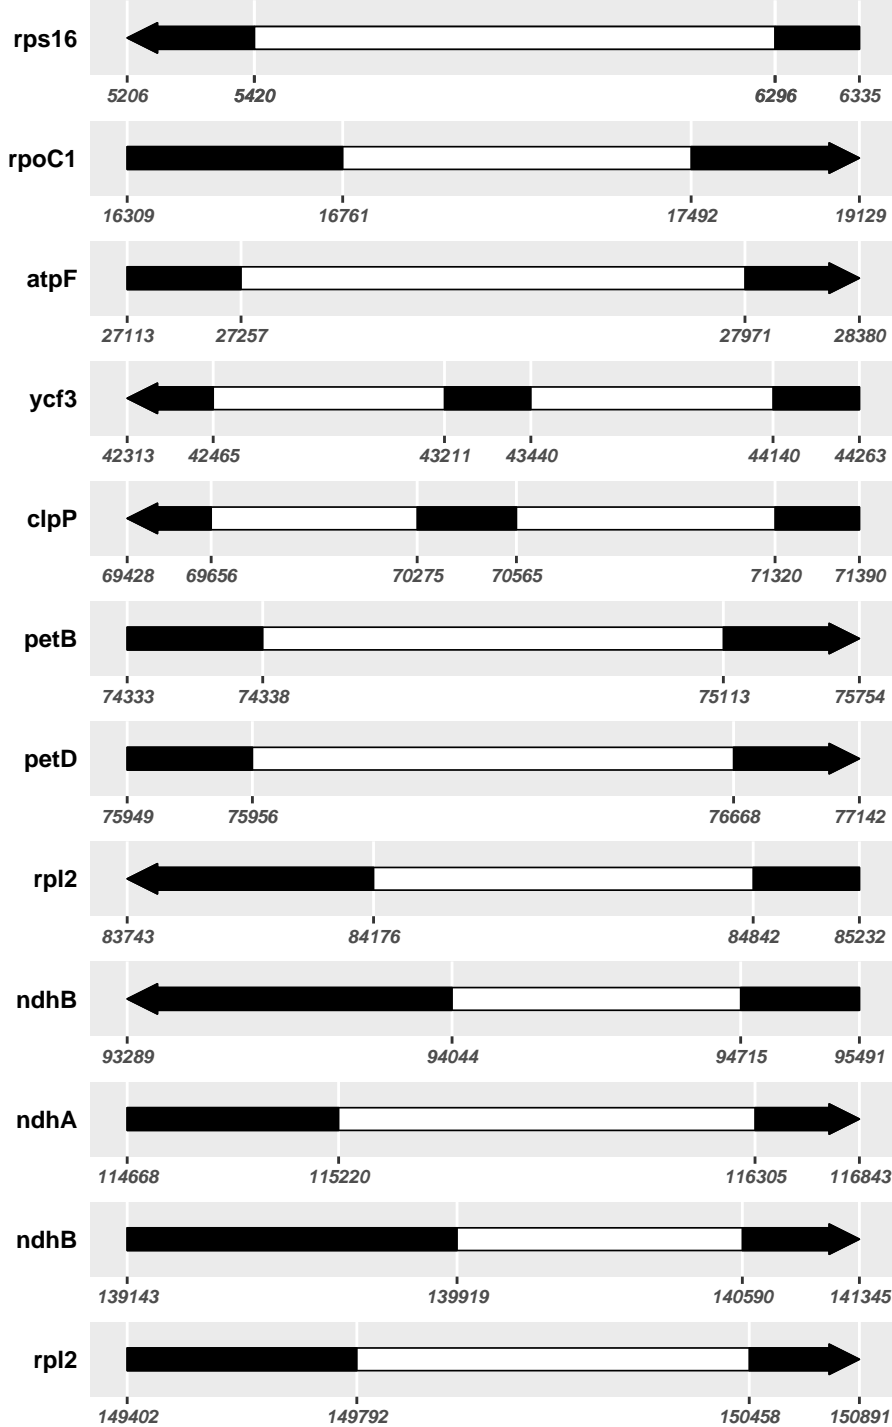 rps16
5206 5420 6296 6335
rpoC1
16309 16761 17492 19129
atpF
27113 27257 27971 28380
ycf3
42313 42465 43211 43440 44140 44263
clpP
69428 69656 70275 70565 71320 71390
petB
74333 74338 75113 75754
petD
75949 75956 76668 77142
rpl2
83743 84176 84842 85232
ndhB
93289 94044 94715 95491
ndhA
114668 115220 116305 116843
ndhB
139143 139919 140590 141345
rpl2
149402 149792 150458 150891